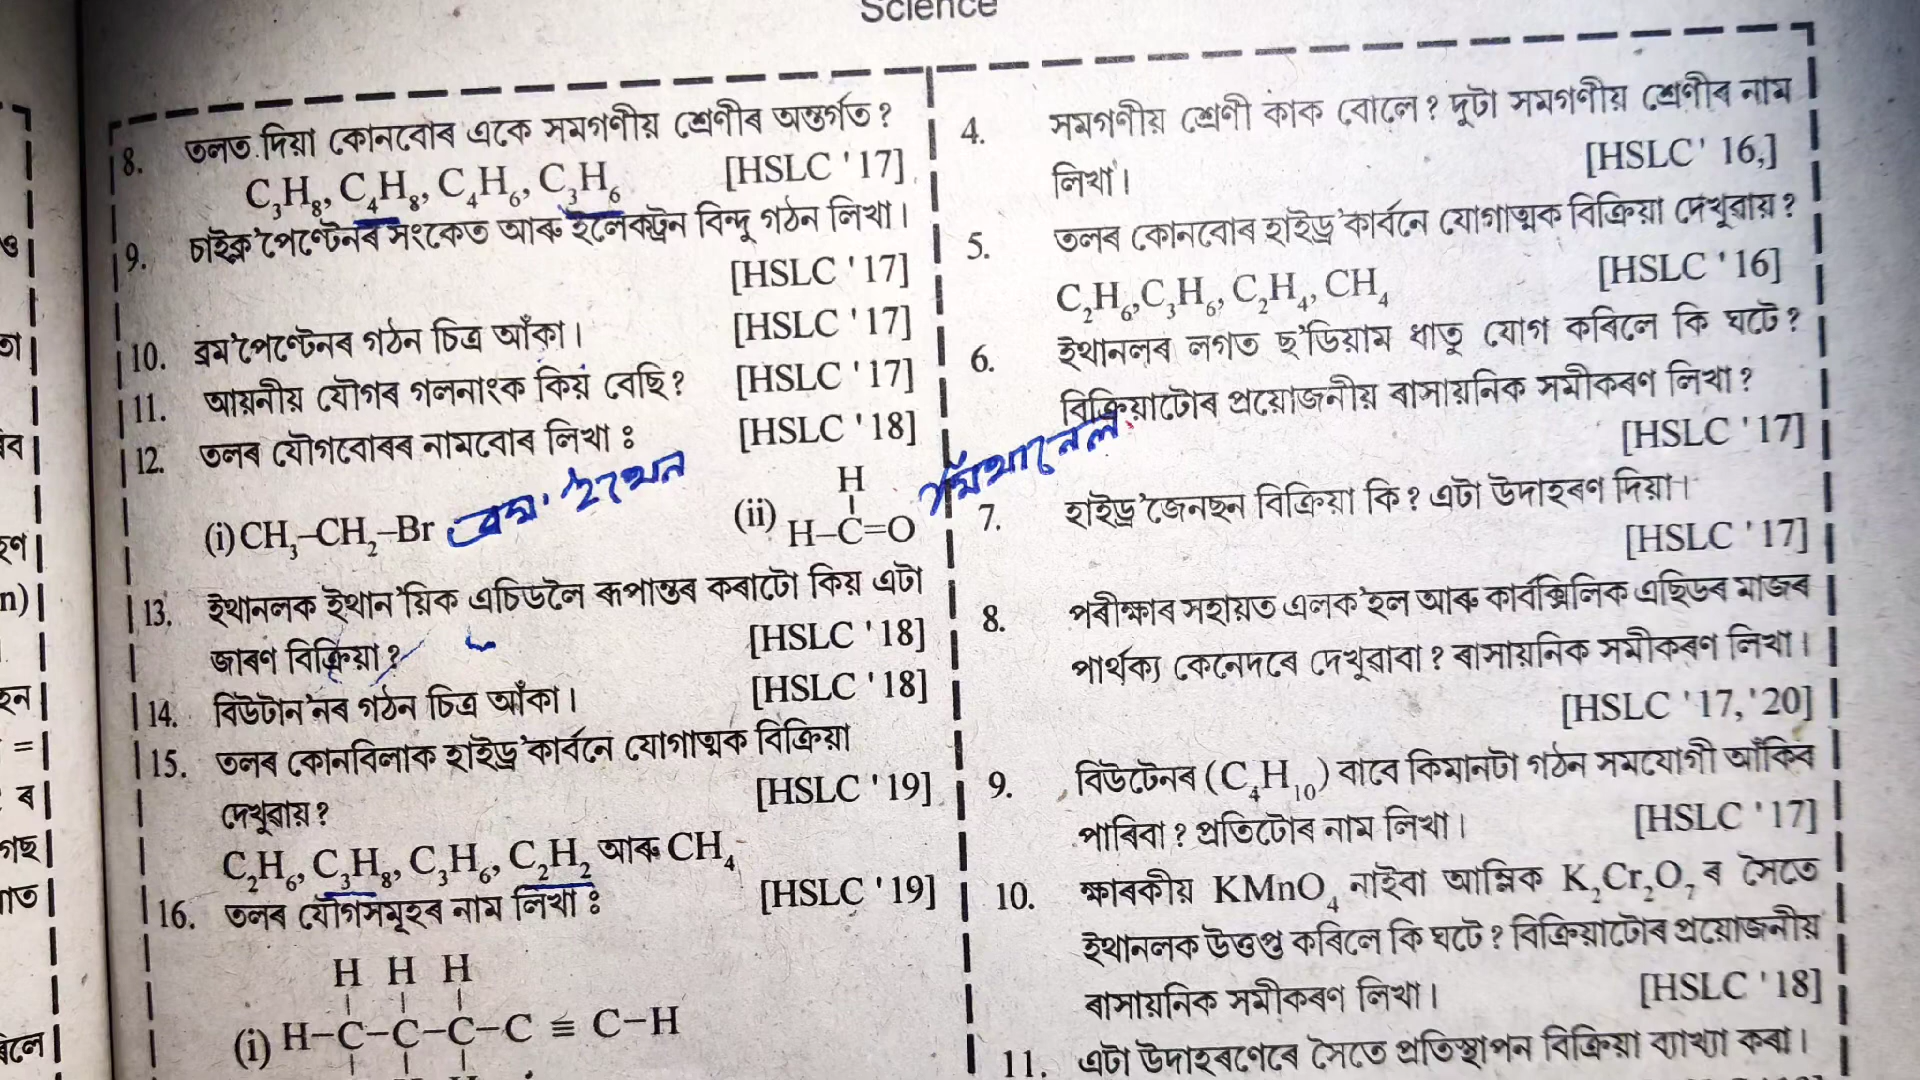 Science
8. তলত দিয়া কোনবোৰ একে সমগণীয় শ্ৰেণীৰ অন্তৰ্গত?
C₃H₈, C₄H₈, C₄H₆, C₃H₆ [HSLC '17]
9. চাইক্ল'পেণ্টেনৰ সংকেত আৰু ইলেকট্ৰন বিন্দু গঠন লিখা।
[HSLC '17]
10. ব্ৰম'পেণ্টেনৰ গঠন চিত্ৰ আঁকা। [HSLC '17]
11. আয়নীয় যৌগৰ গলনাংক কিয় বেছি? [HSLC '17]
12. তলৰ যৌগবোৰৰ নামবোৰ লিখা ঃ [HSLC '18]
(i) CH₃–CH₂–Br ব্ৰম' ইথেন (ii) H
H–C=O মিথানেল
13. ইথানলক ইথান'য়িক এচিডলৈ ৰূপান্তৰ কৰাটো কিয় এটা
জাৰণ বিক্ৰিয়া? [HSLC '18]
14. বিউটান'নৰ গঠন চিত্ৰ আঁকা। [HSLC '18]
15. তলৰ কোনবিলাক হাইড্ৰ'কাৰ্বনে যোগাত্মক বিক্ৰিয়া
দেখুৱায়? [HSLC '19]
C₂H₆, C₃H₈, C₃H₆, C₂H₂ আৰু CH₄
16. তলৰ যৌগসমূহৰ নাম লিখা ঃ [HSLC '19]
H H H
(i) H–C–C–C–C ≡ C–H
4. সমগণীয় শ্ৰেণী কাক বোলে? দুটা সমগণীয় শ্ৰেণীৰ নাম
লিখা। [HSLC' 16,]
5. তলৰ কোনবোৰ হাইড্ৰ'কাৰ্বনে যোগাত্মক বিক্ৰিয়া দেখুৱায়?
C₂H₆, C₃H₆, C₂H₄, CH₄ [HSLC '16]
6. ইথানলৰ লগত ছ'ডিয়াম ধাতু যোগ কৰিলে কি ঘটে?
বিক্ৰিয়াটোৰ প্ৰয়োজনীয় ৰাসায়নিক সমীকৰণ লিখা?
[HSLC '17]
7. হাইড্ৰ'জেনছন বিক্ৰিয়া কি? এটা উদাহৰণ দিয়া।
[HSLC '17]
8. পৰীক্ষাৰ সহায়ত এলক'হল আৰু কাৰ্বক্সিলিক এছিডৰ মাজৰ
পাৰ্থক্য কেনেদৰে দেখুৱাবা? ৰাসায়নিক সমীকৰণ লিখা।
[HSLC '17, '20]
9. বিউটেনৰ (C₄H₁₀) বাবে কিমানটা গঠন সমযোগী আঁকিব
পাৰিবা? প্ৰতিটোৰ নাম লিখা। [HSLC '17]
10. ক্ষাৰকীয় KMnO₄ নাইবা আম্লিক K₂Cr₂O₇ ৰ সৈতে
ইথানলক উত্তপ্ত কৰিলে কি ঘটে? বিক্ৰিয়াটোৰ প্ৰয়োজনীয়
ৰাসায়নিক সমীকৰণ লিখা। [HSLC '18]
11. এটা উদাহৰণেৰে সৈতে প্ৰতিস্থাপন বিক্ৰিয়া ব্যাখ্যা কৰা।